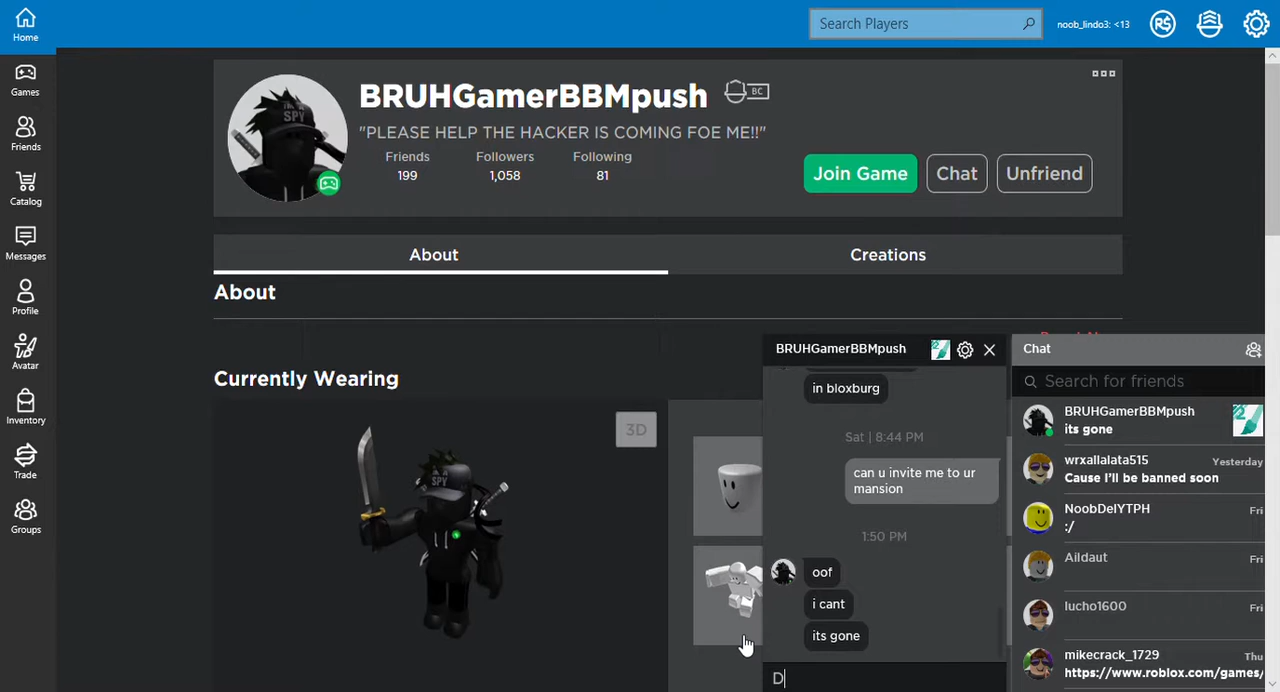 Home
Search Players
noob_lindo3: <13
R$
Games
Friends
Catalog
Messages
Profile
Avatar
Inventory
Trade
Groups
SPY
BRUHGamerBBMpush
BC
"PLEASE HELP THE HACKER IS COMING FOE ME!!"
Friends
Followers
Following
199
1,058
81
Join Game
Chat
Unfriend
About
Creations
About
Currently Wearing
3D
SPY
BRUHGamerBBMpush
in bloxburg
Sat | 8:44 PM
can u invite me to ur
mansion
1:50 PM
oof
i cant
its gone
D
Chat
Search for friends
BRUHGamerBBMpush
its gone
wrxallalata515
Yesterday
Cause I'll be banned soon
NoobDelYTPH
Fri
:/
Aildaut
Fri
lucho1600
Fri
mikecrack_1729
Thu
https://www.roblox.com/games/